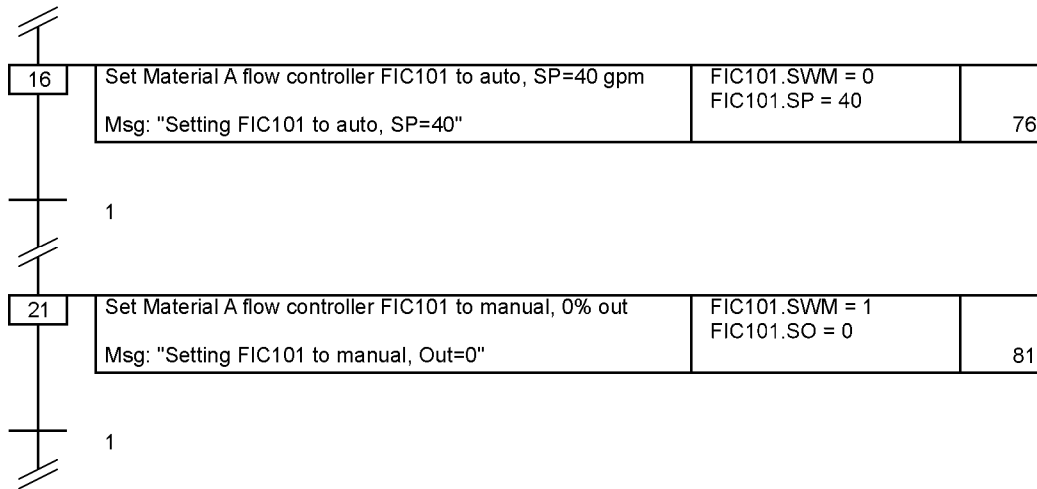 16
Set Material A flow controller FIC101 to auto, SP=40 gpm
Msg: "Setting FIC101 to auto, SP=40"
FIC101.SWM = 0
FIC101.SP = 40
76
1
21
Set Material A flow controller FIC101 to manual, 0% out
Msg: "Setting FIC101 to manual, Out=0"
FIC101.SWM = 1
FIC101.SO = 0
81
1